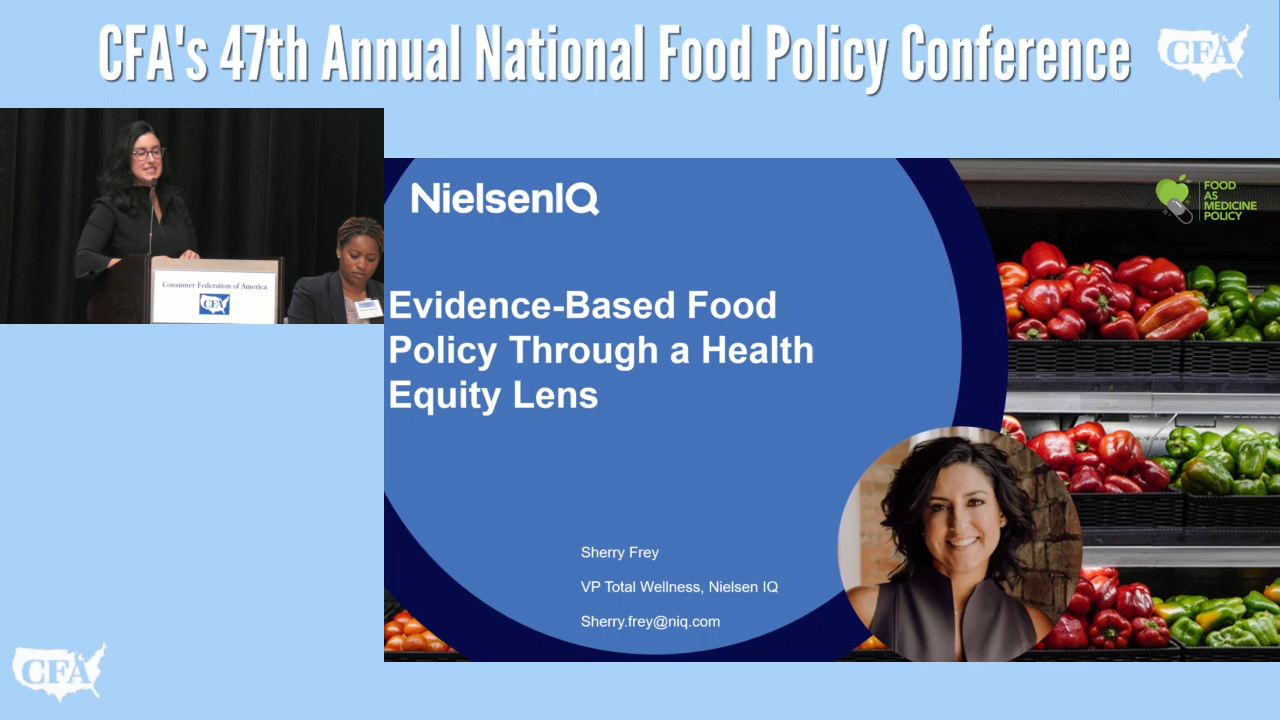 CFA's 47th Annual National Food Policy Conference
CFA
Consumer Federation of America
CFA
NielsenIQ
FOOD
AS
MEDICINE
POLICY
Evidence-Based Food
Policy Through a Health
Equity Lens
Sherry Frey
VP Total Wellness, Nielsen IQ
Sherry.frey@niq.com
CFA